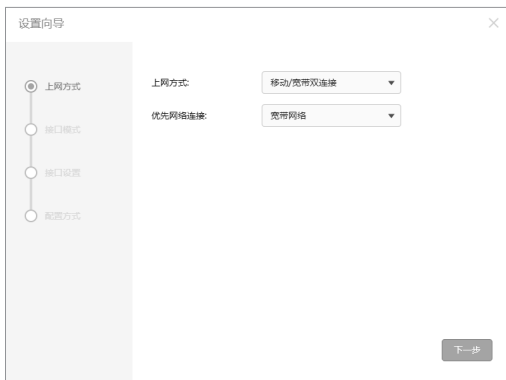 设置向导
上网方式
接口模式
接口设置
配置方式
上网方式:
移动/宽带双连接
优先网络连接:
宽带网络
下一步